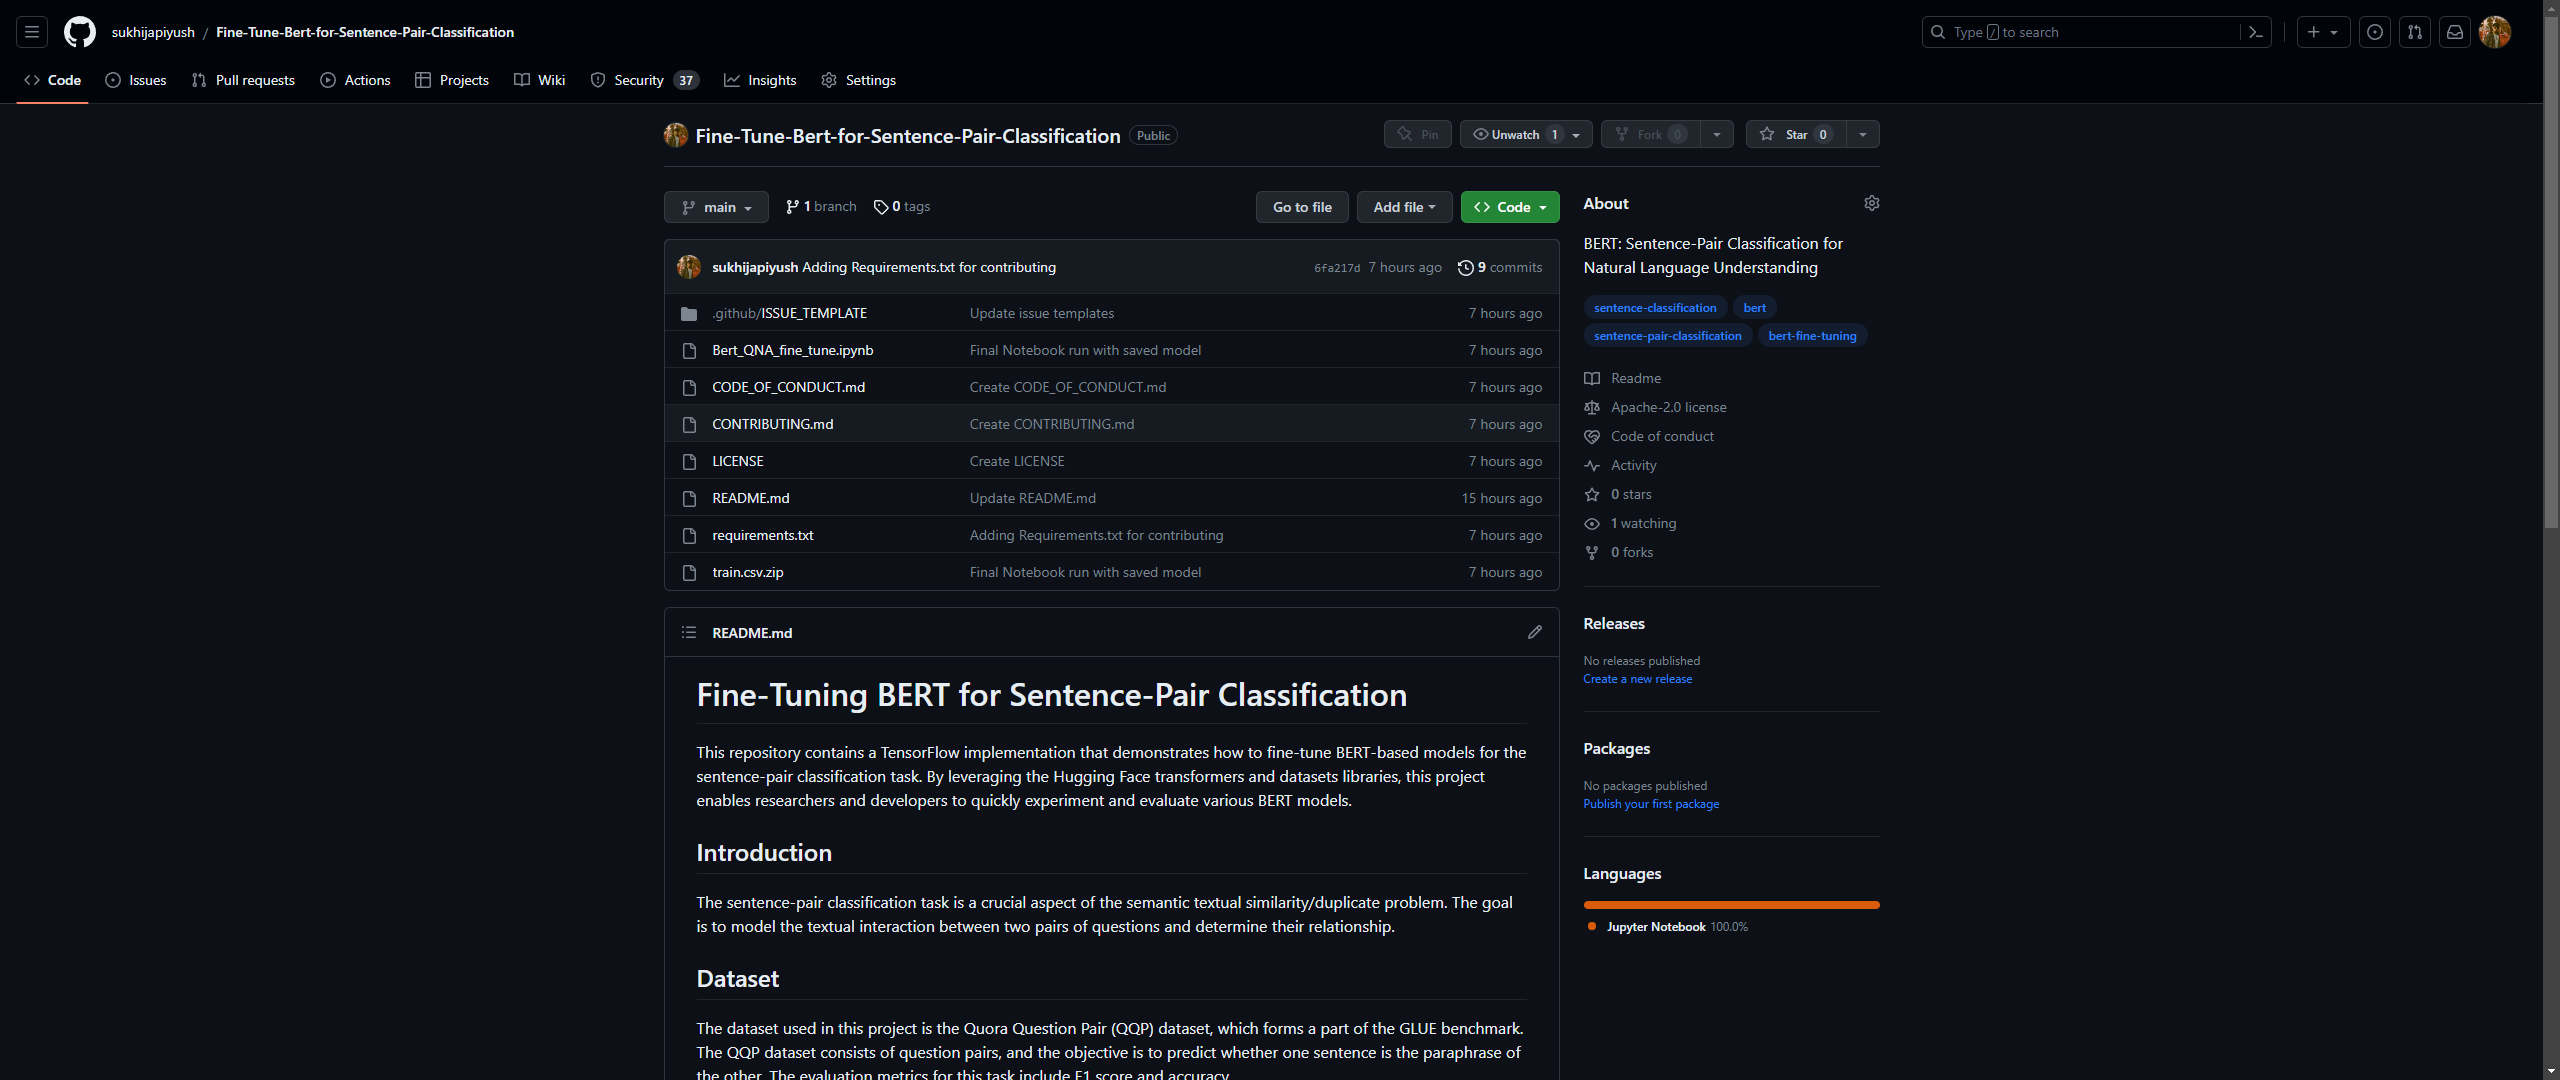 sukhijapiyush / Fine-Tune-Bert-for-Sentence-Pair-Classification
Type / to search
Code Issues Pull requests Actions Projects Wiki Security 37 Insights Settings
Fine-Tune-Bert-for-Sentence-Pair-Classification Public
Pin Unwatch 1 Fork 0 Star 0
main 1 branch 0 tags Go to file Add file Code
sukhijapiyush Adding Requirements.txt for contributing 6fa217d 7 hours ago 9 commits
.github/ISSUE_TEMPLATE Update issue templates 7 hours ago
Bert_QNA_fine_tune.ipynb Final Notebook run with saved model 7 hours ago
CODE_OF_CONDUCT.md Create CODE_OF_CONDUCT.md 7 hours ago
CONTRIBUTING.md Create CONTRIBUTING.md 7 hours ago
LICENSE Create LICENSE 7 hours ago
README.md Update README.md 15 hours ago
requirements.txt Adding Requirements.txt for contributing 7 hours ago
train.csv.zip Final Notebook run with saved model 7 hours ago
README.md
Fine-Tuning BERT for Sentence-Pair Classification
This repository contains a TensorFlow implementation that demonstrates how to fine-tune BERT-based models for the
sentence-pair classification task. By leveraging the Hugging Face transformers and datasets libraries, this project
enables researchers and developers to quickly experiment and evaluate various BERT models.
Introduction
The sentence-pair classification task is a crucial aspect of the semantic textual similarity/duplicate problem. The goal
is to model the textual interaction between two pairs of questions and determine their relationship.
Dataset
The dataset used in this project is the Quora Question Pair (QQP) dataset, which forms a part of the GLUE benchmark.
The QQP dataset consists of question pairs, and the objective is to predict whether one sentence is the paraphrase of
the other. The evaluation metrics for this task include F1 score and accuracy.
About
BERT: Sentence-Pair Classification for
Natural Language Understanding
sentence-classification bert
sentence-pair-classification bert-fine-tuning
Readme
Apache-2.0 license
Code of conduct
Activity
0 stars
1 watching
0 forks
Releases
No releases published
Create a new release
Packages
No packages published
Publish your first package
Languages
Jupyter Notebook 100.0%